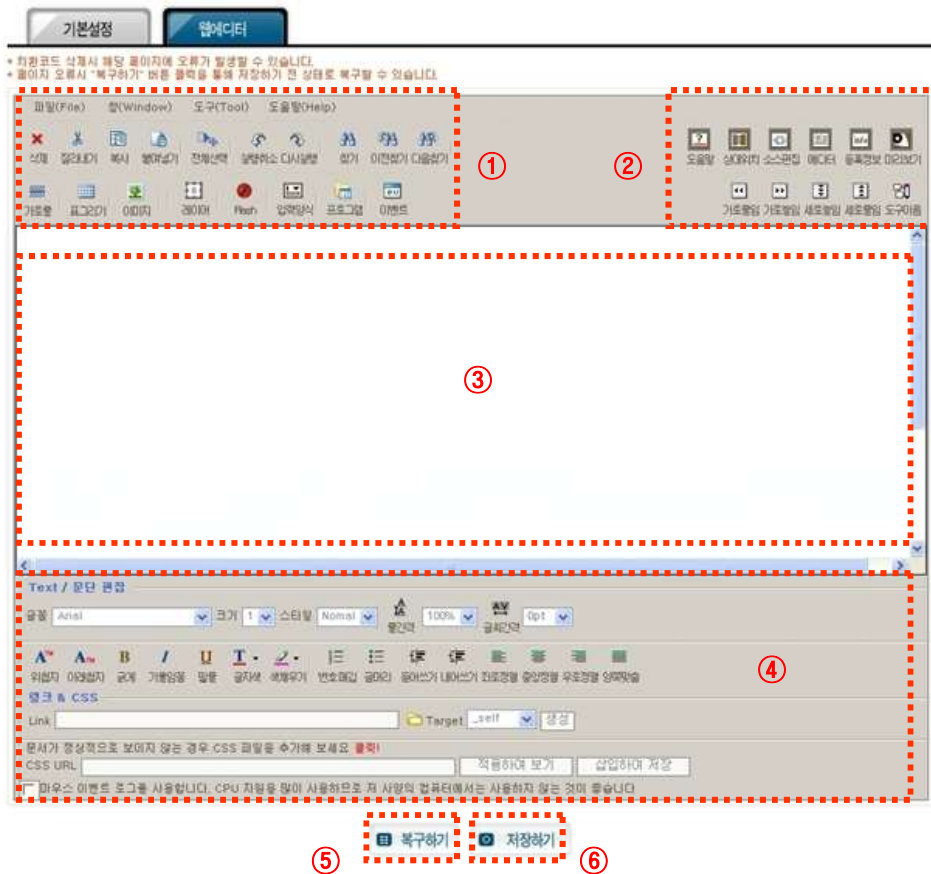 기본설정 웹에디터
* 치환코드 삭제시 해당 페이지에 오류가 발생할 수 있습니다.
* 페이지 오류시 "복구하기" 버튼 클릭을 통해 저장하기 전 상태로 복구할 수 있습니다.
파일(File) 창(Window) 도구(Tool) 도움말(Help)
삭제 잘라내기 복사 붙여넣기 전체선택 실행취소 다시실행 찾기 이전찾기 다음찾기
①
②
도움말 상대위치 소스편집 에디터 등록정보 미리보기
가로줄 표그리기 이미지 레이어 Flash 입력양식 프로그램 이벤트
가로줄임 가로늘임 세로늘임 세로줄임 도구이동
③
Text / 문단 편집
글꼴 Arial 크기 1 스타일 Nomal 줄간격 100% 글자간격 0pt
위첨자 아래첨자 굵게 기울임꼴 밑줄 글자색 색채우기 번호매김 글머리 들여쓰기 내어쓰기 좌로정렬 중앙정렬 우로정렬 양쪽맞춤
④
링크 & CSS
Link Target _self 생성
문서가 정상적으로 보이지 않는 경우 CSS 파일을 추가해 보세요 클릭!
CSS URL 적용하여 보기 삽입하여 저장
마우스 이벤트 로그를 사용합니다. CPU 자원을 많이 사용하므로 저 사양의 컴퓨터에서는 사용하지 않는 것이 좋습니다
⑤ 복구하기 저장하기 ⑥